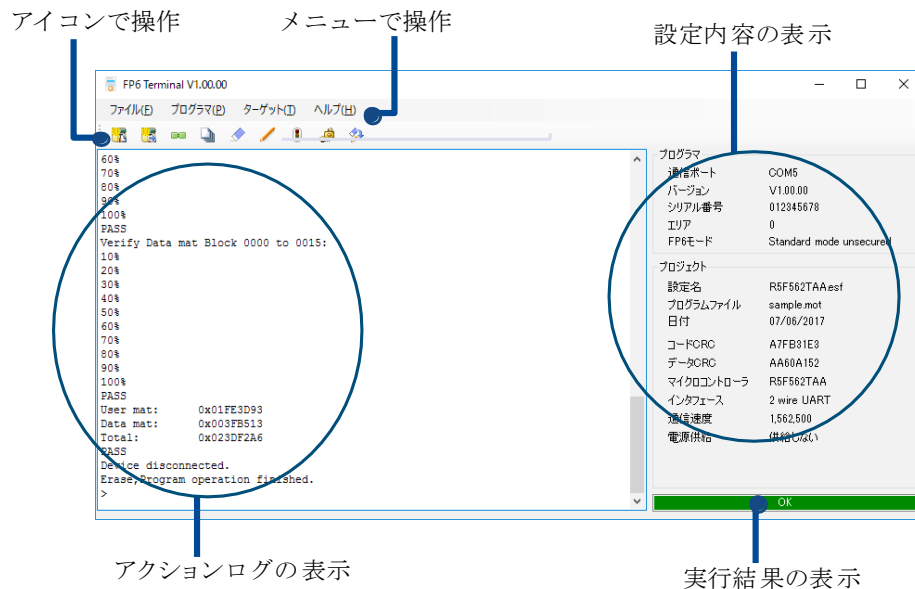 アイコンで操作
メニューで操作
設定内容の表示
FP6 Terminal V1.00.00
ファイル(F) プログラマ(P) ターゲット(T) ヘルプ(H)
60%
70%
80%
90%
100%
PASS
Verify Data mat Block 0000 to 0015:
10%
20%
30%
40%
50%
60%
70%
80%
90%
100%
PASS
User mat: 0x01FE3D93
Data mat: 0x003FB513
Total: 0x023DF2A6
PASS
Device disconnected.
Erase,Program operation finished.
>
プログラマ
通信ポート COM5
バージョン V1.00.00
シリアル番号 012345678
エリア 0
FP6モード Standard mode unsecured
プロジェクト
設定名 R5F562TAA.esf
プログラムファイル sample.mot
日付 07/06/2017
コードCRC A7FB31E3
データCRC AA60A152
マイクロコントローラ R5F562TAA
インタフェース 2 wire UART
通信速度 1,562,500
電源供給 供給しない
OK
アクションログの表示
実行結果の表示